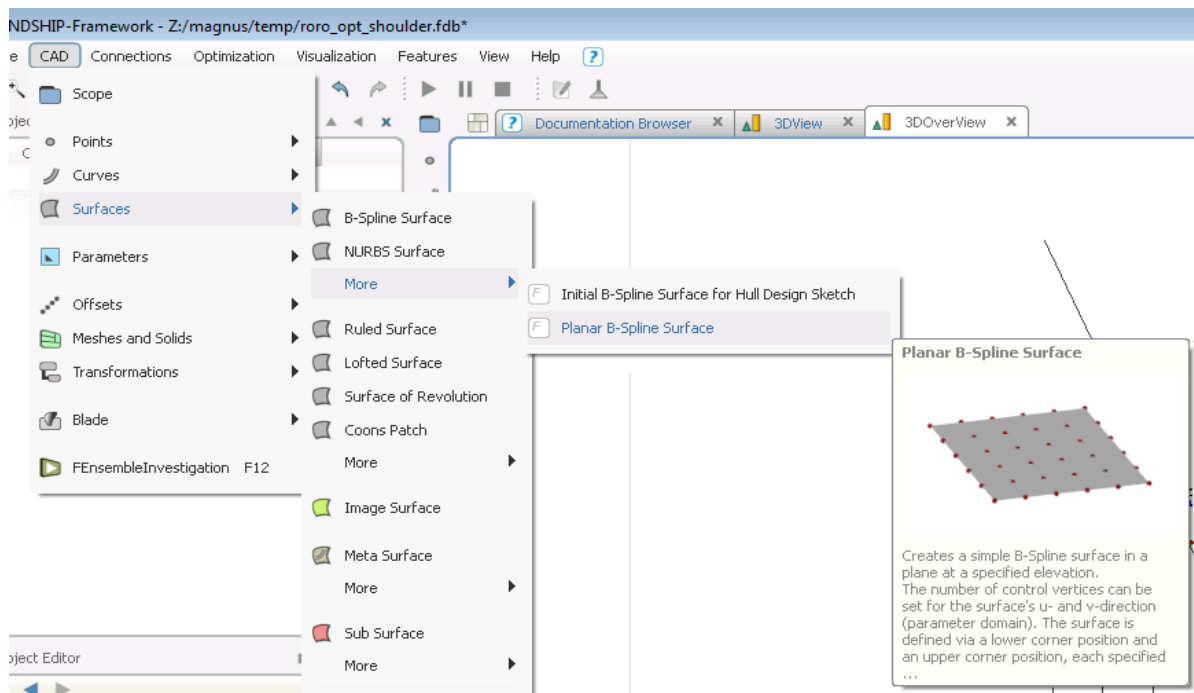 NDSHIP-Framework - Z:/magnus/temp/roro_opt_shoulder.fdb*
e CAD Connections Optimization Visualization Features View Help ?
Scope
ojec
? Documentation Browser 3DView 3DOverView
Points
C
Curves
Surfaces
B-Spline Surface
NURBS Surface
Parameters
More
F Initial B-Spline Surface for Hull Design Sketch
Offsets
F Planar B-Spline Surface
Ruled Surface
Meshes and Solids
Planar B-Spline Surface
Lofted Surface
Transformations
Surface of Revolution
Blade
Coons Patch
More
FEnsembleInvestigation F12
Image Surface
Meta Surface
Creates a simple B-Spline surface in a
plane at a specified elevation.
More
The number of control vertices can be
set for the surface's u- and v-direction
(parameter domain). The surface is
Sub Surface
defined via a lower corner position and
an upper corner position, each specified
...
oject Editor
More